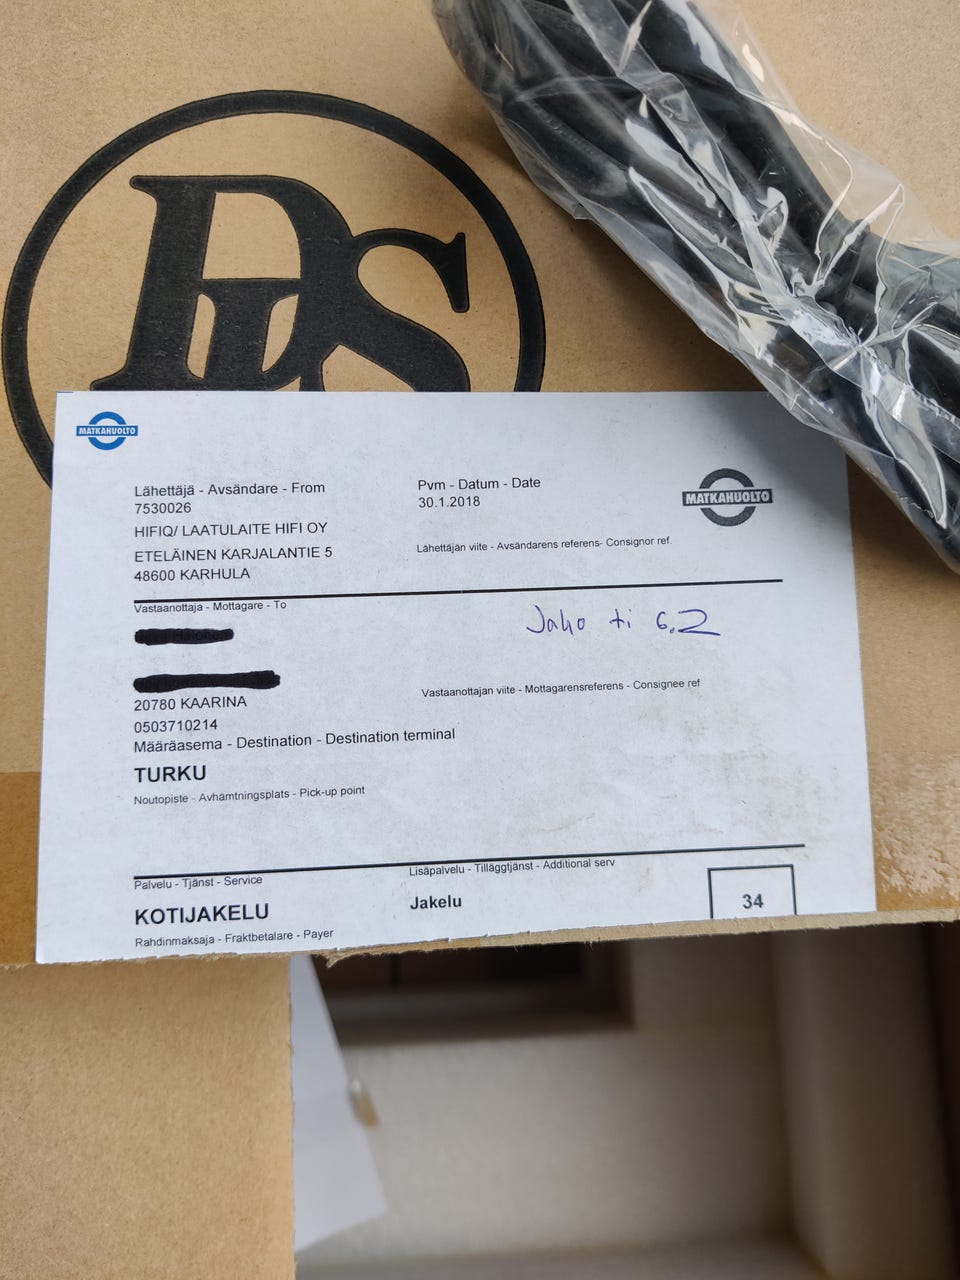 PS
MATKAHUOLTO
Lähettäjä - Avsändare - From
7530026
HIFIQ/ LAATULAITE HIFI OY
ETELÄINEN KARJALANTIE 5
48600 KARHULA
Pvm - Datum - Date
30.1.2018
MATKAHUOLTO
Lähettäjän viite - Avsändarens referens- Consignor ref.
Vastaanottaja - Mottagare - To
Jako ti 6.2
20780 KAARINA
0503710214
Vastaanottajan viite - Mottagarensreferens - Consignee ref
Määräasema - Destination - Destination terminal
TURKU
Noutopiste - Avhämtningsplats - Pick-up point
Palvelu - Tjänst - Service
KOTIJAKELU
Lisäpalvelu - Tilläggtjänst - Additional serv
Jakelu
34
Rahdinmaksaja - Fraktbetalare - Payer